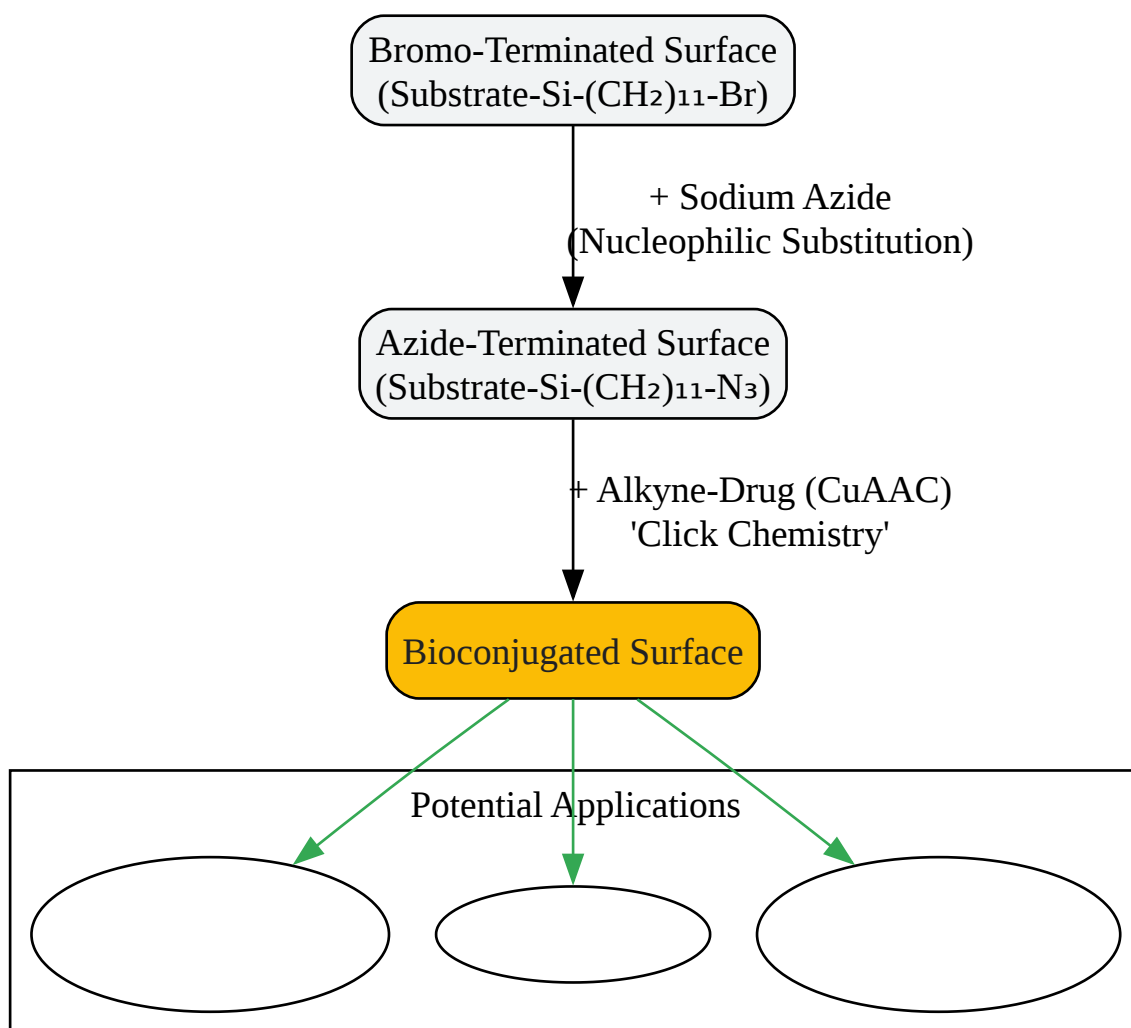 Bromo-Terminated Surface
(Substrate-Si-(CH₂)₁₁-Br)
+ Sodium Azide
(Nucleophilic Substitution)
Azide-Terminated Surface
(Substrate-Si-(CH₂)₁₁-N₃)
+ Alkyne-Drug (CuAAC)
'Click Chemistry'
Bioconjugated Surface
Potential Applications